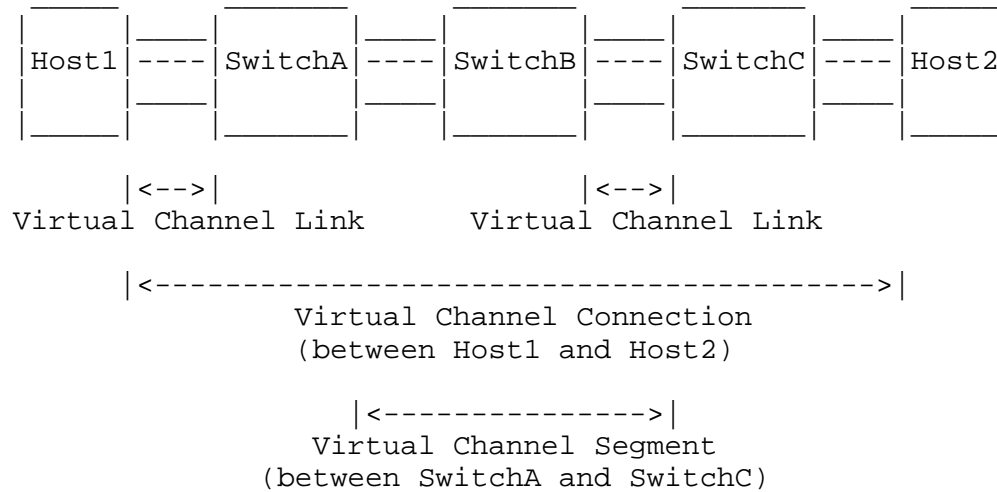 Host1 ---- SwitchA ---- SwitchB ---- SwitchC ---- Host2
|<-->| |<-->|
Virtual Channel Link Virtual Channel Link
|<----------------------------------------->|
Virtual Channel Connection
(between Host1 and Host2)
|<--------------->|
Virtual Channel Segment
(between SwitchA and SwitchC)